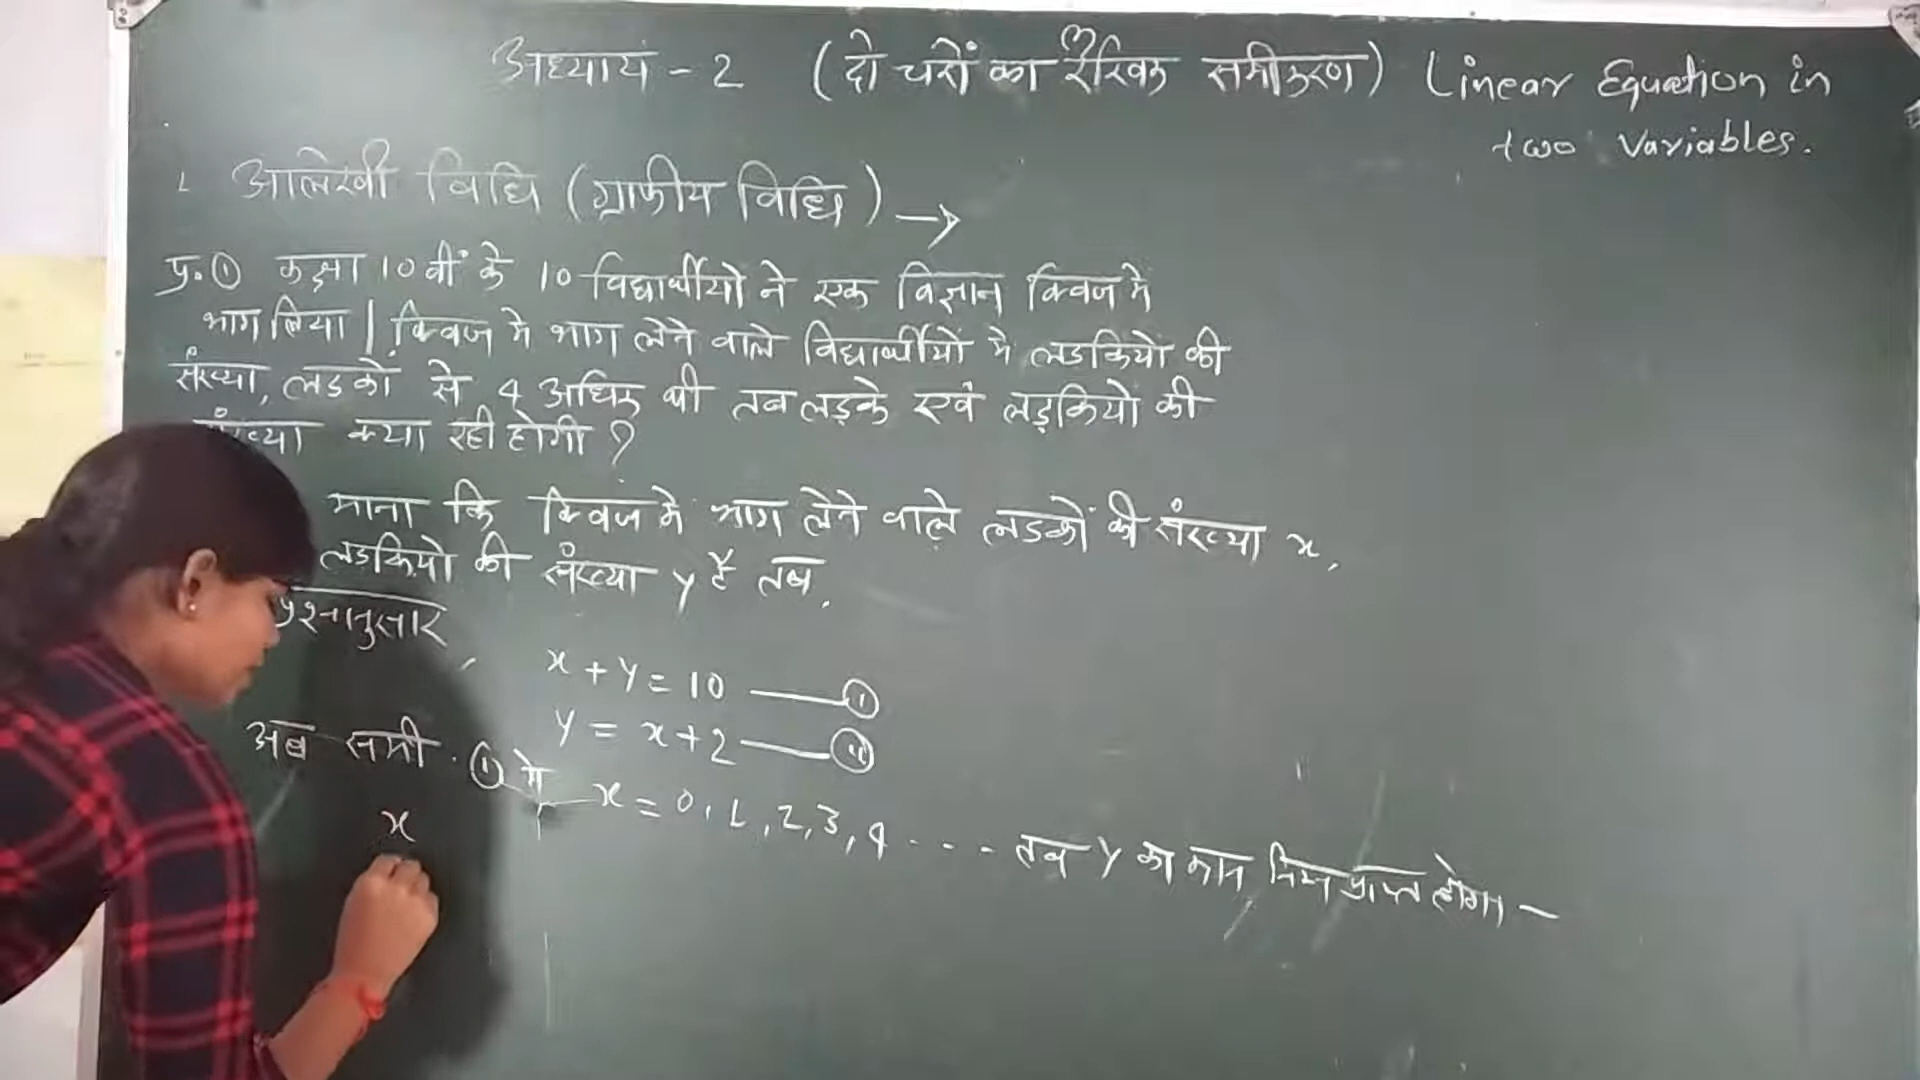 अध्याय - 2 (दो चरों का रैखिक समीकरण) Linear Equation in
two Variables.
1 आलेखी विधि (ग्राफीय विधि) →
प्र.① कक्षा 10 वीं के 10 विद्यार्थीयो ने एक विज्ञान क्विज मे
भाग लिया | क्विज मे भाग लेने वाले विद्यार्थीयों मे लडकियो की
संख्या, लडकों से 4 अधिक थी तब लड़के एवं लड़कियो की
संख्या क्या रही होगी ?
माना कि क्विज मे भाग लेने वाले लडकों की संख्या x,
लडकियो की संख्या y है तब,
प्रश्नानुसार,
x + y = 10 —— ①
y = x + 2 —— ⑪
अब समी. ① मे x = 0, 1, 2, 3, 4 - - - - तब y का मान निम्न प्राप्त होगा –
x